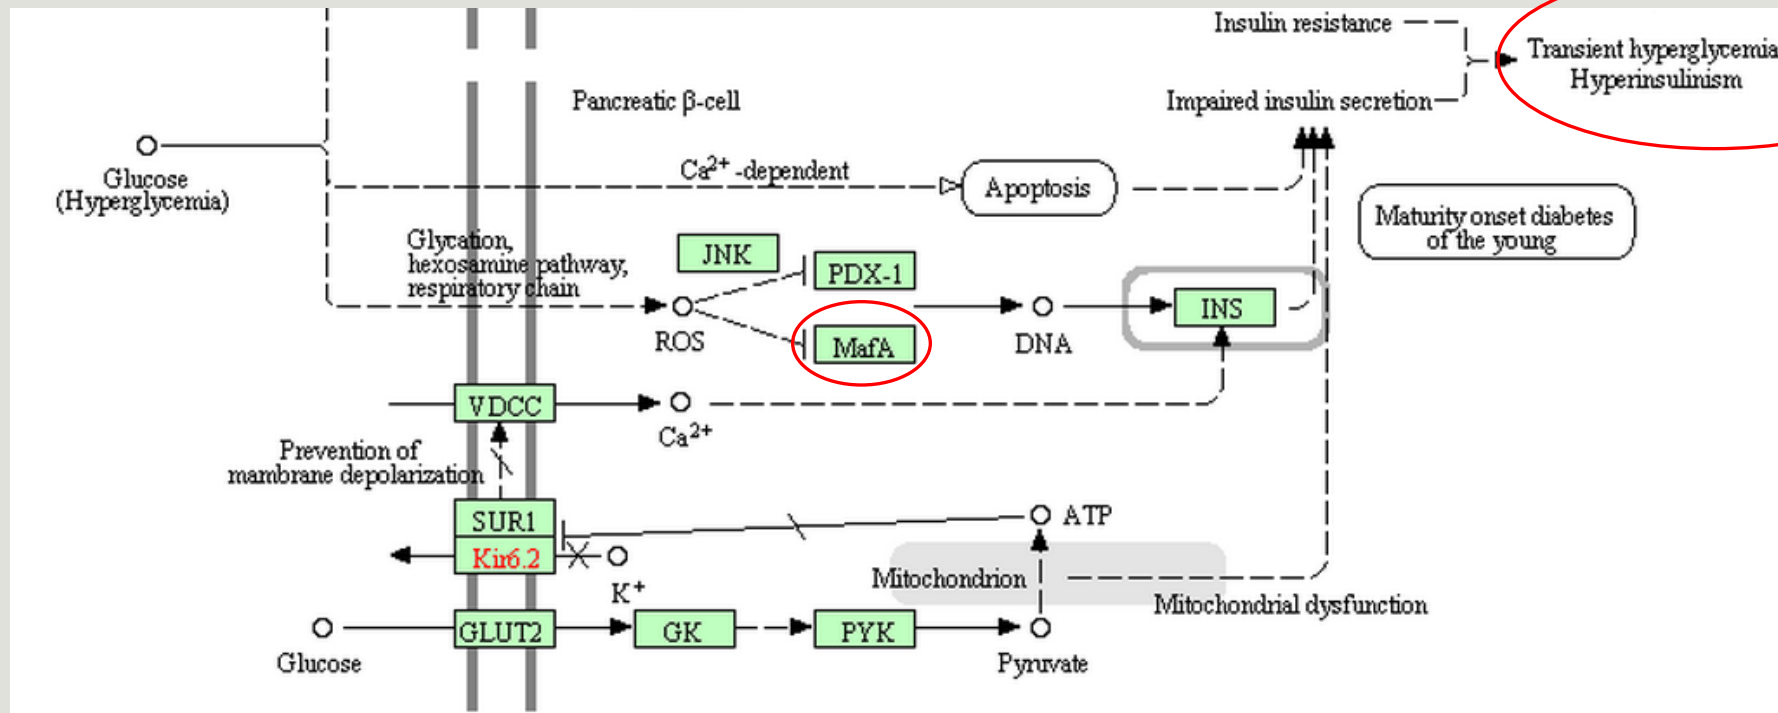 Insulin resistance
Transient hyperglycemia
Hyperinsulinism
Pancreatic β-cell
Impaired insulin secretion
Glucose
(Hyperglycemia)
Ca2+ -dependent
Apoptosis
Maturity onset diabetes
of the young
Glycation,
hexosamine pathway,
respiratory chain
JNK
PDX-1
INS
ROS
MafA
DNA
VDCC
Ca2+
Prevention of
mambrane depolarization
SUR1
ATP
Kir6.2
K+
Mitochondrion
Mitochondrial dysfunction
GLUT2
GK
PYK
Glucose
Pyruvate